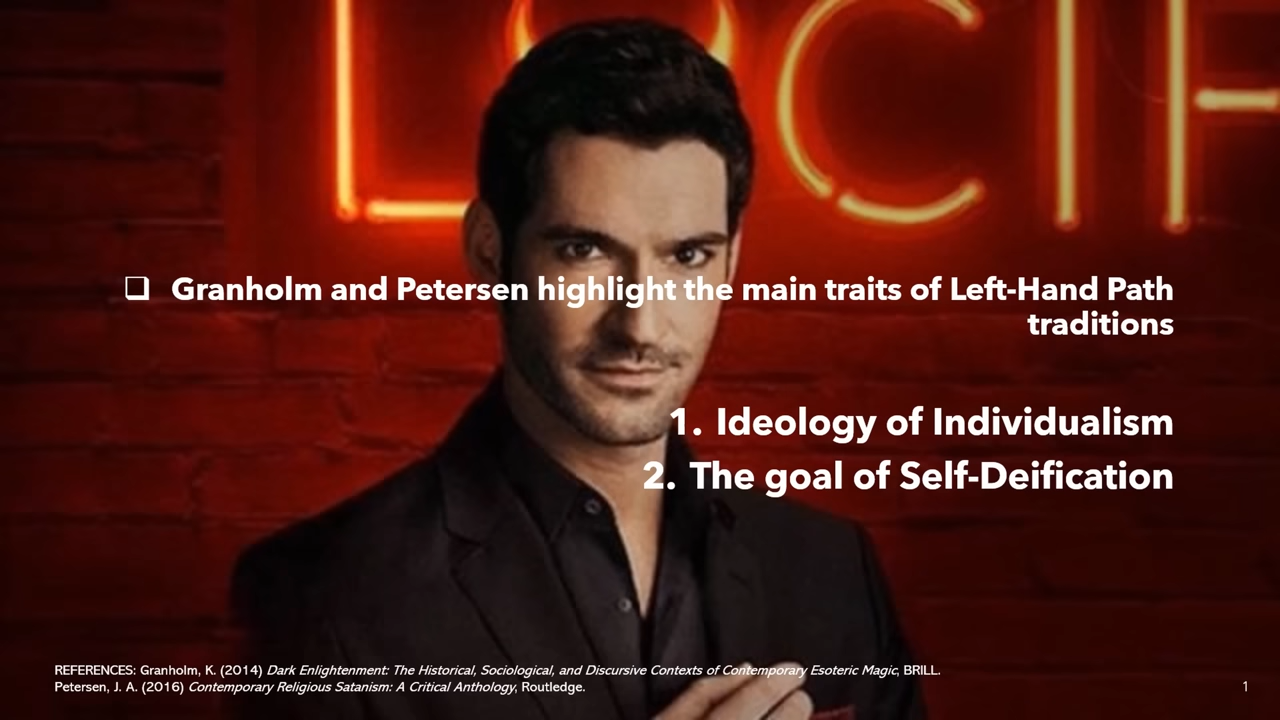 LUCIF
❑ Granholm and Petersen highlight the main traits of Left-Hand Path
traditions
1. Ideology of Individualism
2. The goal of Self-Deification
REFERENCES: Granholm, K. (2014) Dark Enlightenment: The Historical, Sociological, and Discursive Contexts of Contemporary Esoteric Magic, BRILL.
Petersen, J. A. (2016) Contemporary Religious Satanism: A Critical Anthology, Routledge.
1